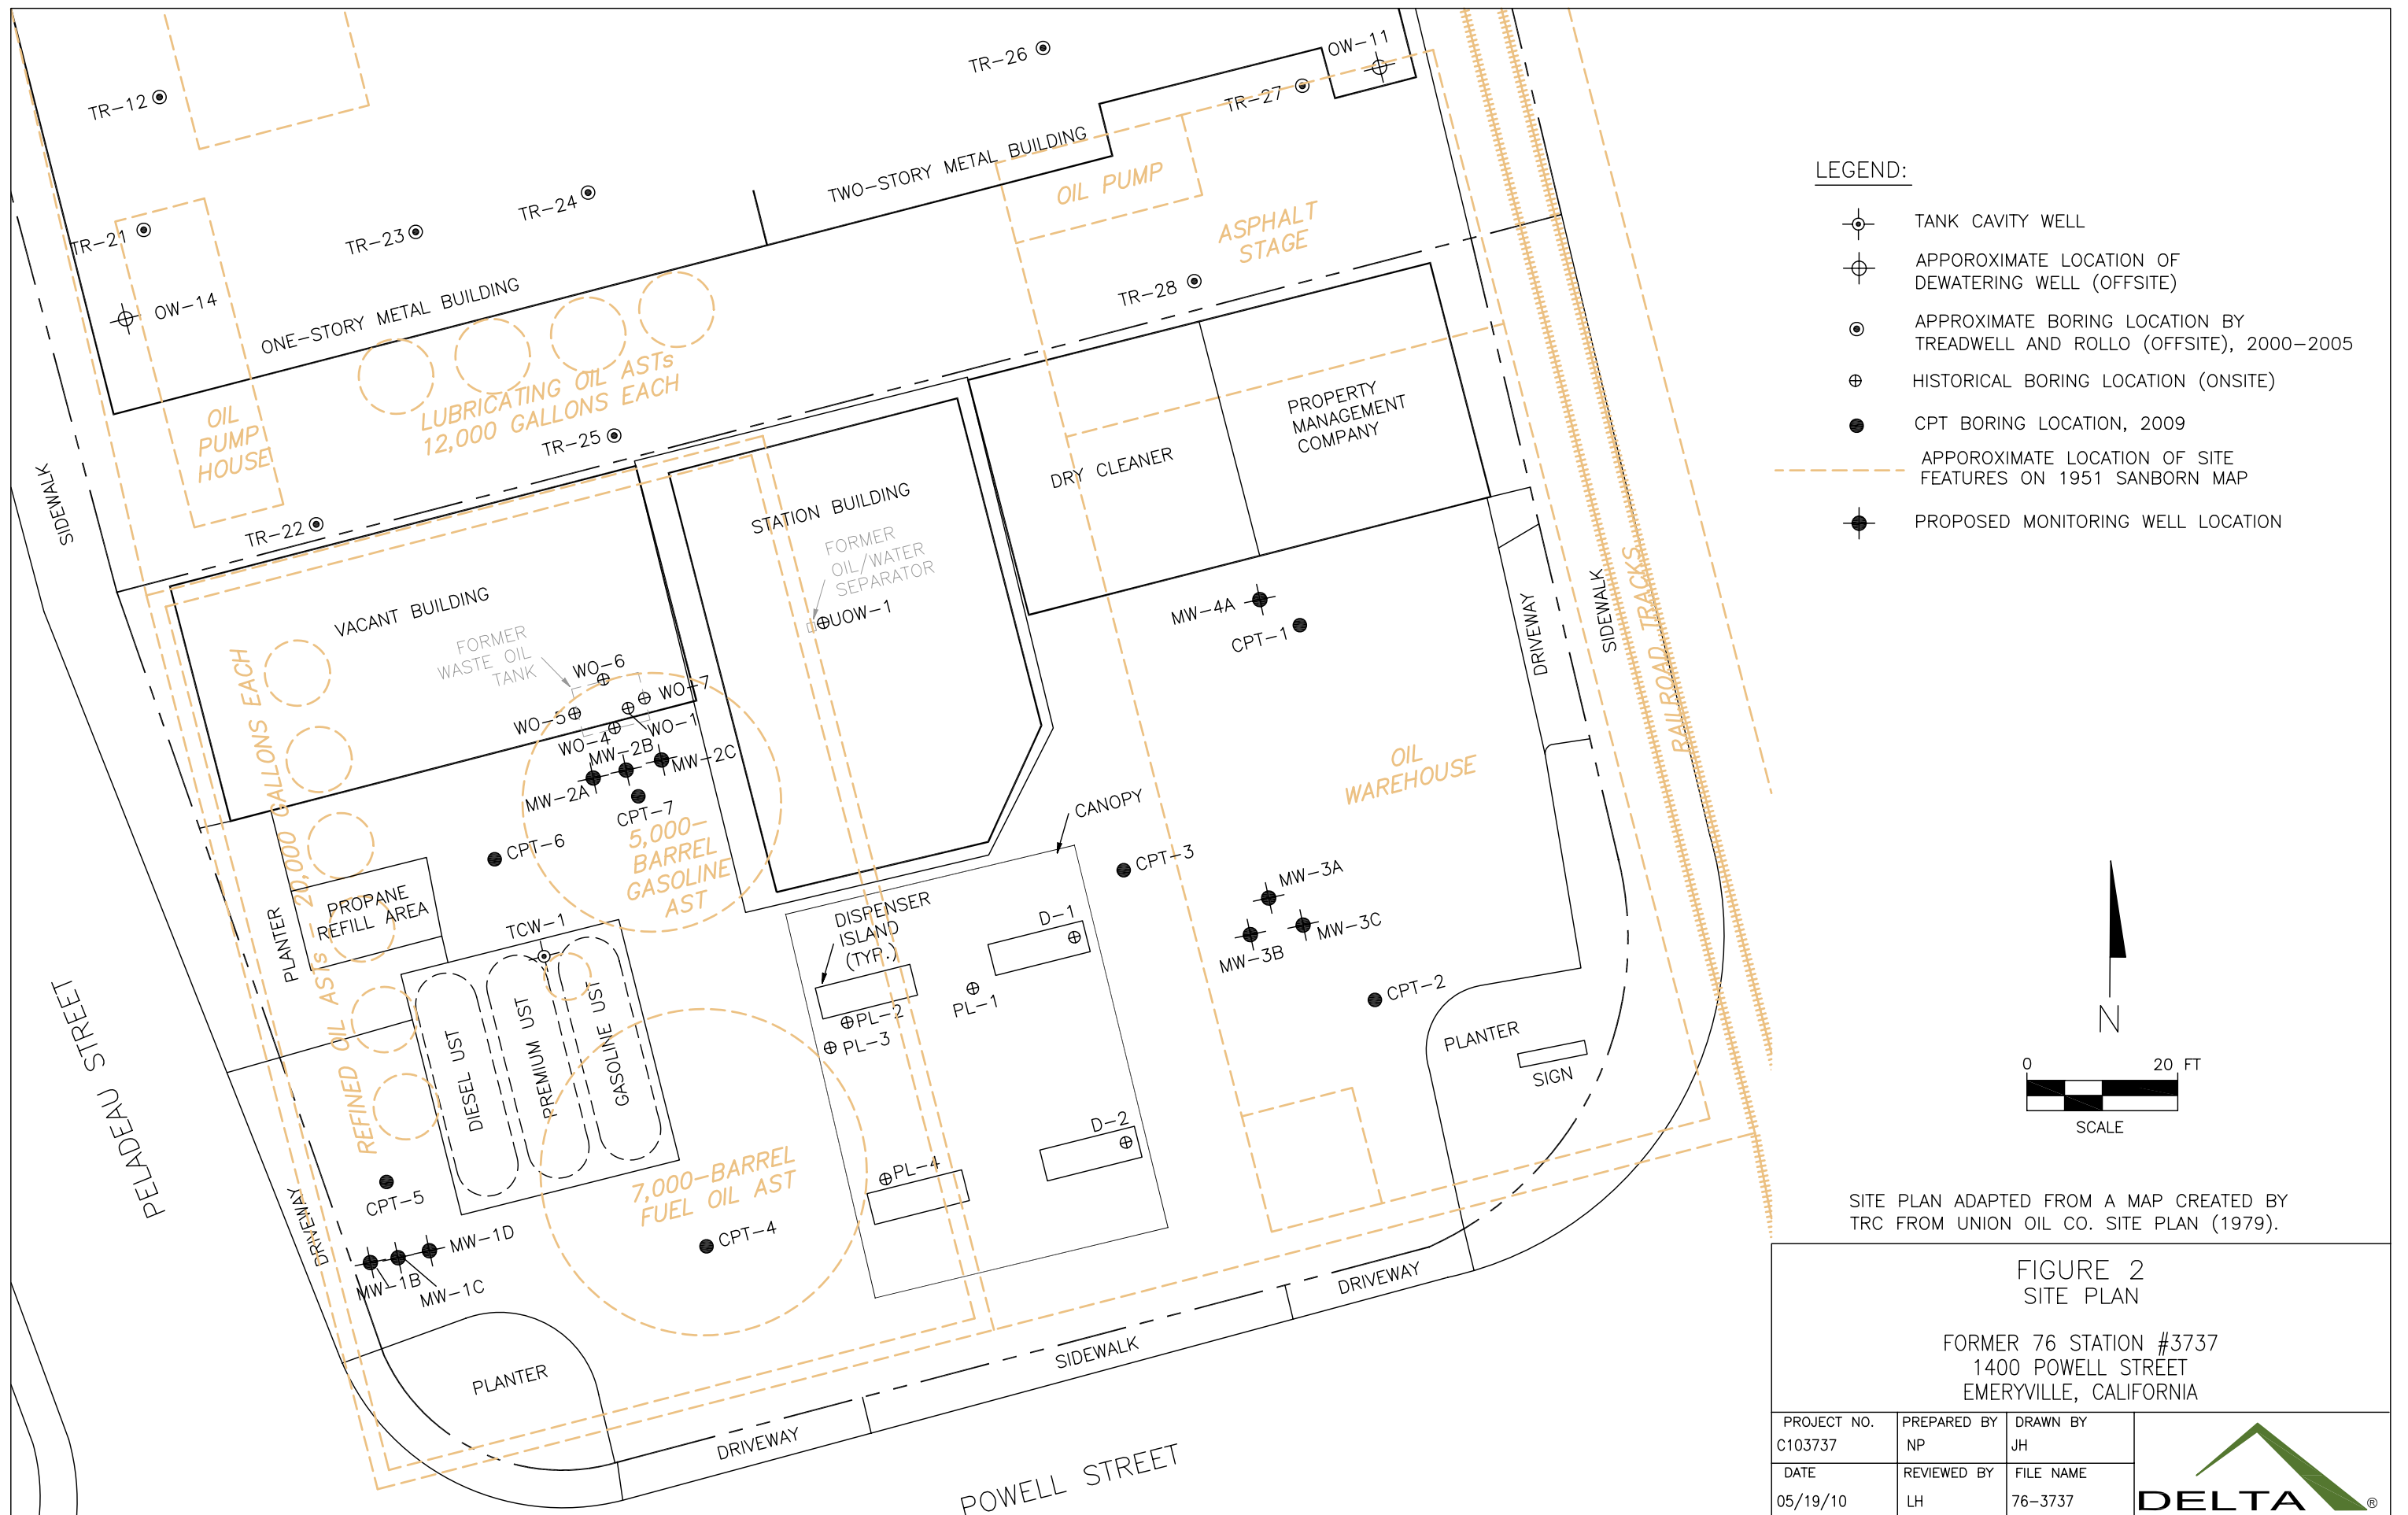 TR-26
OW-11
TR-12
TR-27
TWO-STORY METAL BUILDING
OIL PUMP
TR-24
TR-21
TR-23
ASPHALT
STAGE
OW-14
ONE-STORY METAL BUILDING
TR-28
LUBRICATING OIL ASTs
12,000 GALLONS EACH
OIL
PUMP
HOUSE
TR-25
PROPERTY
MANAGEMENT
COMPANY
DRY CLEANER
SIDEWALK
TR-22
STATION BUILDING
FORMER
OIL/WATER
SEPARATOR
UOW-1
VACANT BUILDING
FORMER
WASTE OIL
TANK
WO-6
WO-7
WO-5
WO-1
WO-4
MW-2B
MW-2C
MW-2A
CPT-7
MW-4A
CPT-1
DRIVEWAY
SIDEWALK
RAILROAD TRACKS
OIL
WAREHOUSE
CANOPY
CPT-6
5,000-
BARREL
GASOLINE
AST
CPT-3
REFINED OIL ASTs - 20,000 GALLONS EACH
PROPANE
REFILL AREA
PLANTER
TCW-1
DISPENSER
ISLAND
(TYP.)
D-1
MW-3A
MW-3C
MW-3B
CPT-2
PL-1
PL-2
PL-3
DIESEL UST
PREMIUM UST
GASOLINE UST
PLANTER
SIGN
PELADEAU STREET
D-2
PL-4
7,000-BARREL
FUEL OIL AST
CPT-4
CPT-5
DRIVEWAY
MW-1D
MW-1B
MW-1C
PLANTER
DRIVEWAY
SIDEWALK
DRIVEWAY
POWELL STREET
LEGEND:
TANK CAVITY WELL
APPOROXIMATE LOCATION OF
DEWATERING WELL (OFFSITE)
APPROXIMATE BORING LOCATION BY
TREADWELL AND ROLLO (OFFSITE), 2000-2005
HISTORICAL BORING LOCATION (ONSITE)
CPT BORING LOCATION, 2009
APPOROXIMATE LOCATION OF SITE
FEATURES ON 1951 SANBORN MAP
PROPOSED MONITORING WELL LOCATION
N
0 20 FT
SCALE
SITE PLAN ADAPTED FROM A MAP CREATED BY
TRC FROM UNION OIL CO. SITE PLAN (1979).
FIGURE 2
SITE PLAN
FORMER 76 STATION #3737
1400 POWELL STREET
EMERYVILLE, CALIFORNIA
PROJECT NO. PREPARED BY DRAWN BY
C103737 NP JH
DATE REVIEWED BY FILE NAME
05/19/10 LH 76-3737
DELTA ®